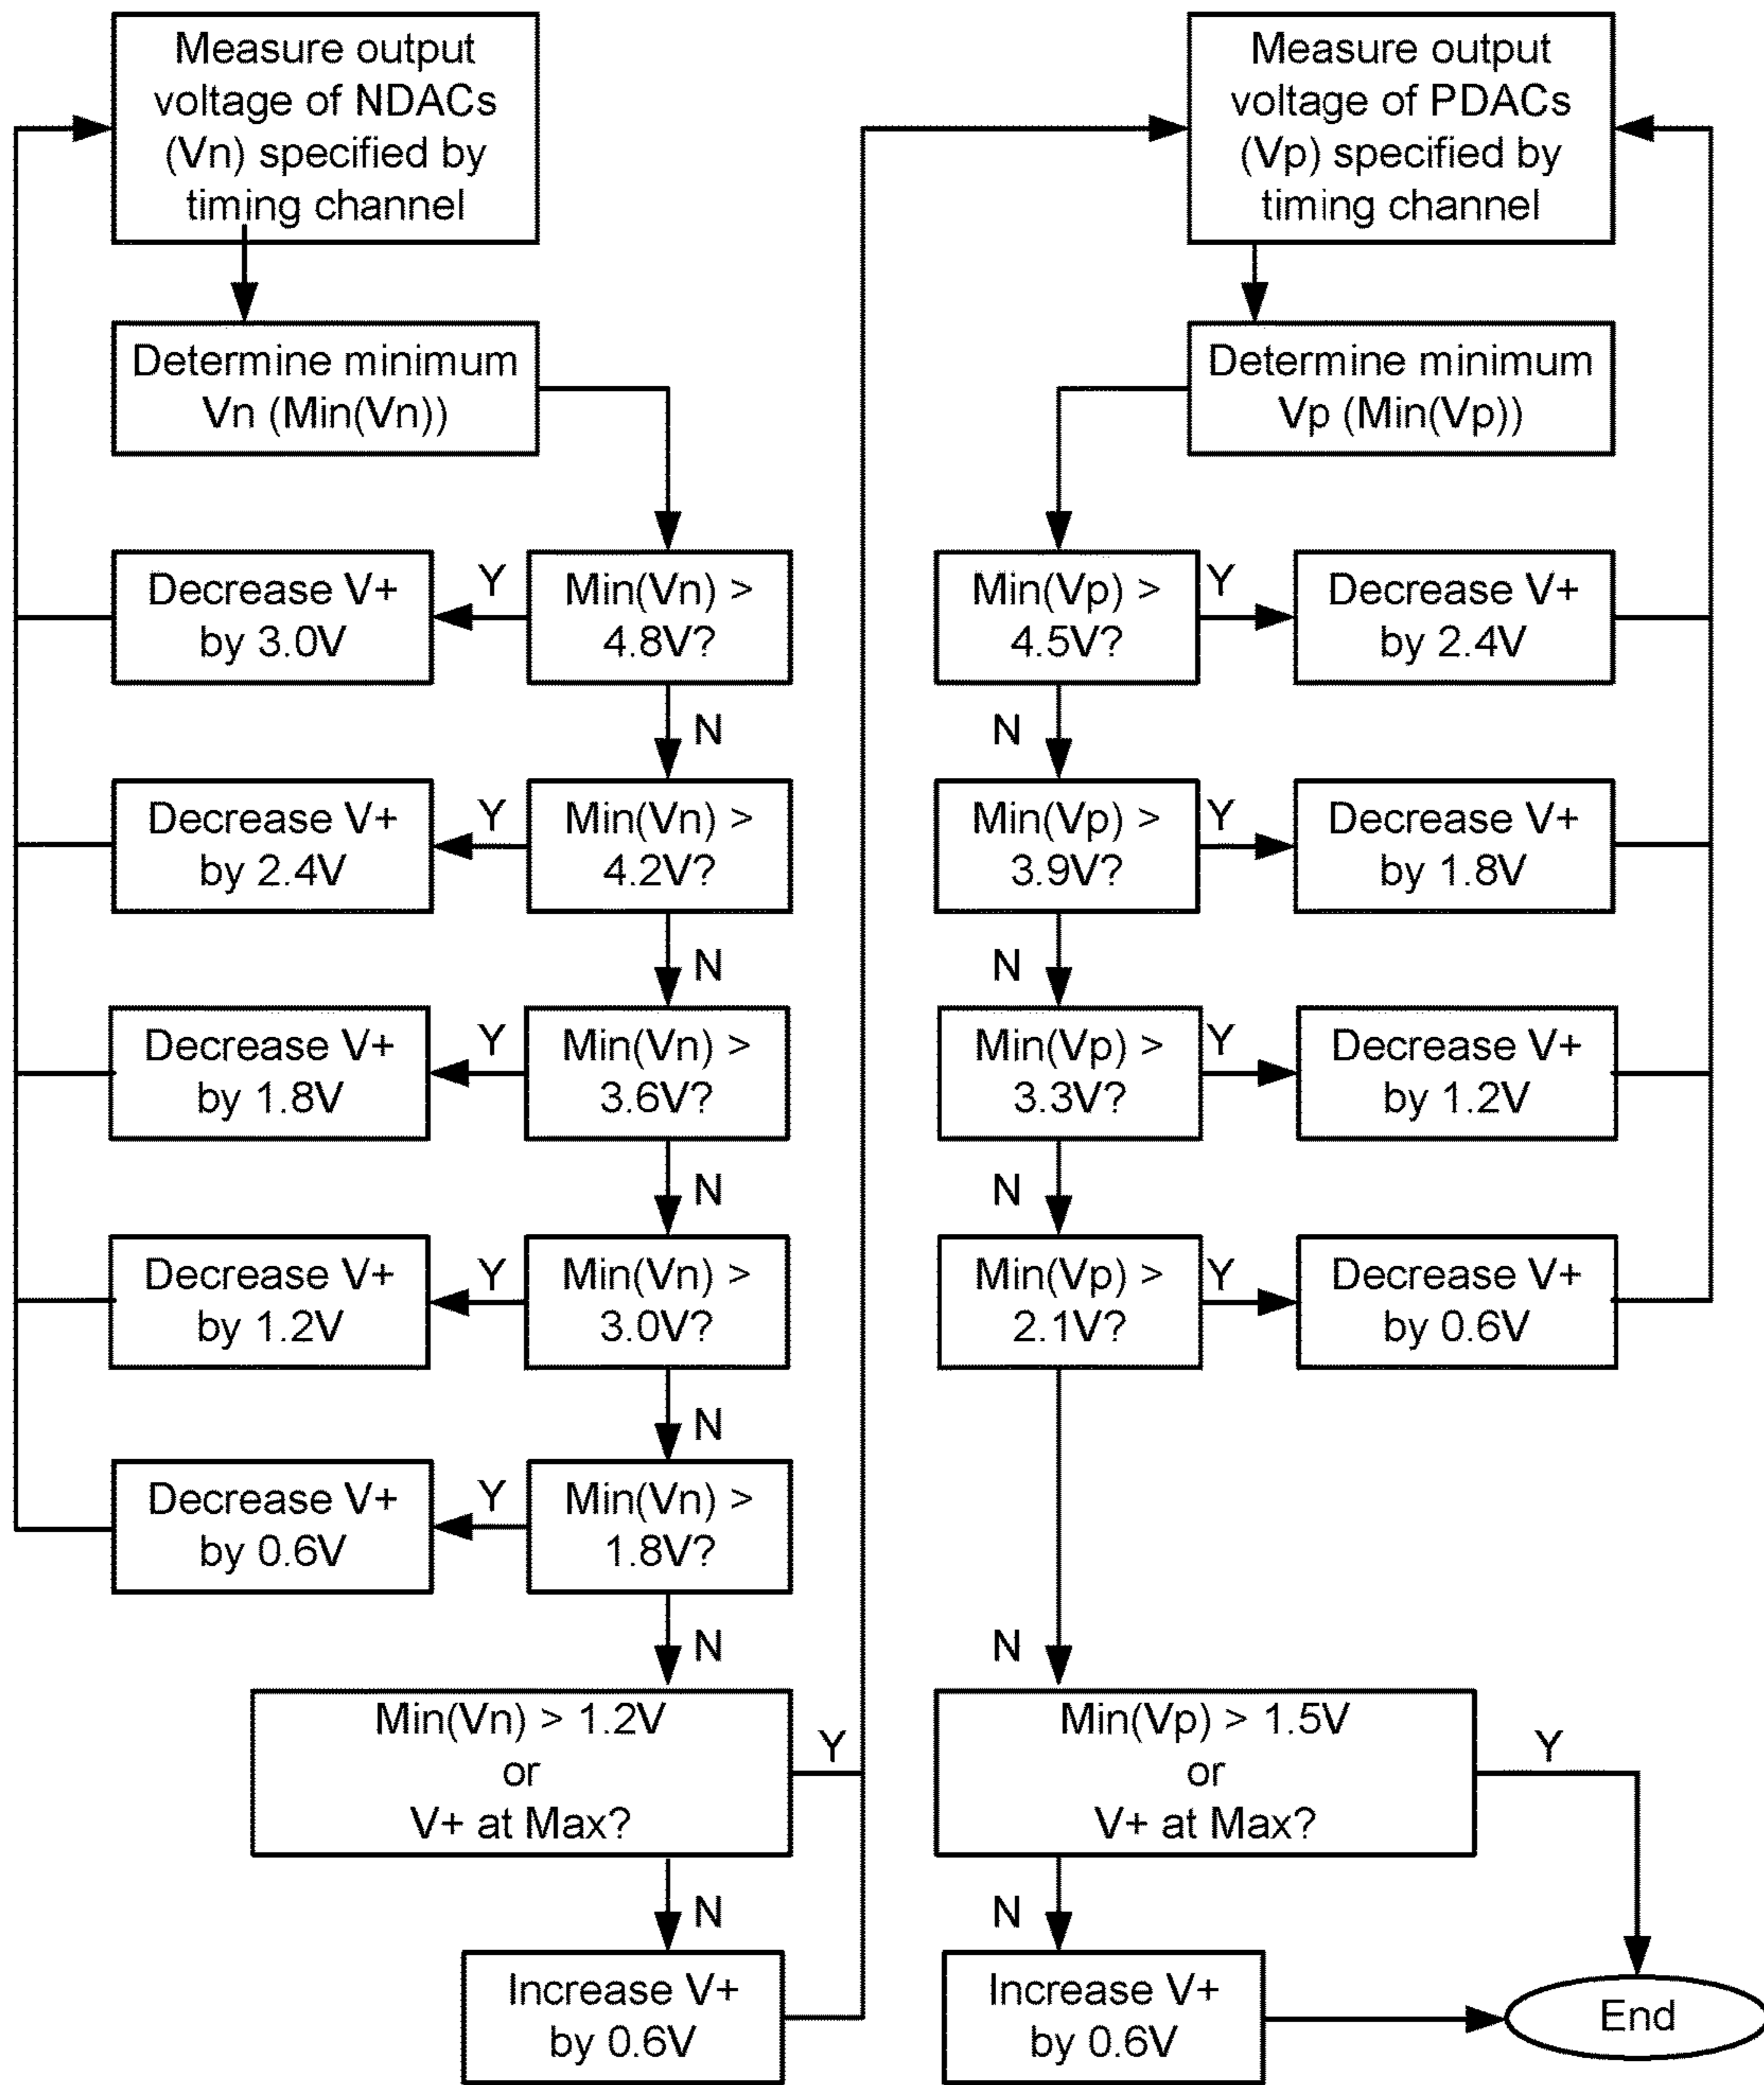 Measure output
voltage of NDACs
(Vn) specified by
timing channel
Determine minimum
Vn (Min(Vn))
Min(Vn) >
4.8V?
Y
Decrease V+
by 3.0V
N
Min(Vn) >
4.2V?
Y
Decrease V+
by 2.4V
N
Min(Vn) >
3.6V?
Y
Decrease V+
by 1.8V
N
Min(Vn) >
3.0V?
Y
Decrease V+
by 1.2V
N
Min(Vn) >
1.8V?
Y
Decrease V+
by 0.6V
N
Min(Vn) > 1.2V
or
V+ at Max?
Y
N
Increase V+
by 0.6V
Measure output
voltage of PDACs
(Vp) specified by
timing channel
Determine minimum
Vp (Min(Vp))
Min(Vp) >
4.5V?
Y
Decrease V+
by 2.4V
N
Min(Vp) >
3.9V?
Y
Decrease V+
by 1.8V
N
Min(Vp) >
3.3V?
Y
Decrease V+
by 1.2V
N
Min(Vp) >
2.1V?
Y
Decrease V+
by 0.6V
N
Min(Vp) > 1.5V
or
V+ at Max?
Y
N
Increase V+
by 0.6V
End